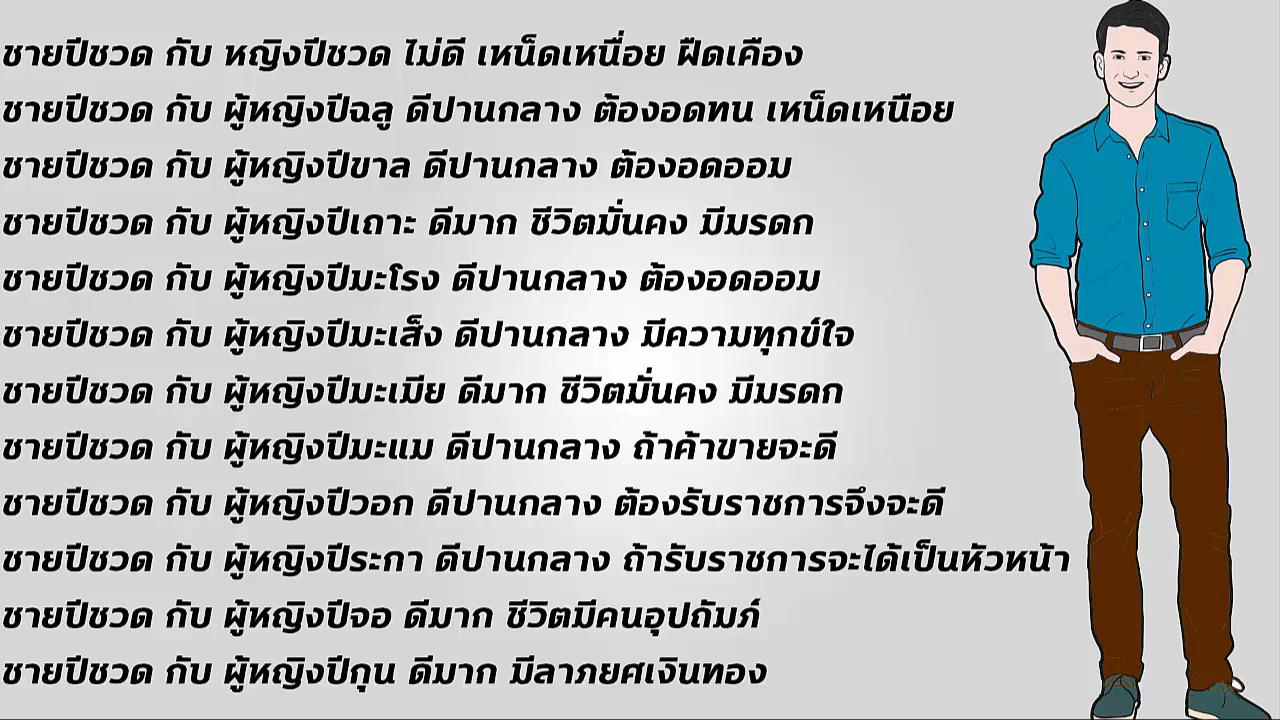 ชายปีชวด กับ หญิงปีชวด ไม่ดี เหน็ดเหนื่อย ฝืดเคือง
ชายปีชวด กับ ผู้หญิงปีฉลู ดีปานกลาง ต้องอดทน เหน็ดเหนือย
ชายปีชวด กับ ผู้หญิงปีขาล ดีปานกลาง ต้องอดออม
ชายปีชวด กับ ผู้หญิงปีเถาะ ดีมาก ชีวิตมั่นคง มีมรดก
ชายปีชวด กับ ผู้หญิงปีมะโรง ดีปานกลาง ต้องอดออม
ชายปีชวด กับ ผู้หญิงปีมะเส็ง ดีปานกลาง มีความทุกข์ใจ
ชายปีชวด กับ ผู้หญิงปีมะเมีย ดีมาก ชีวิตมั่นคง มีมรดก
ชายปีชวด กับ ผู้หญิงปีมะแม ดีปานกลาง ถ้าค้าขายจะดี
ชายปีชวด กับ ผู้หญิงปีวอก ดีปานกลาง ต้องรับราชการจึงจะดี
ชายปีชวด กับ ผู้หญิงปีระกา ดีปานกลาง ถ้ารับราชการจะได้เป็นหัวหน้า
ชายปีชวด กับ ผู้หญิงปีจอ ดีมาก ชีวิตมีคนอุปถัมภ์
ชายปีชวด กับ ผู้หญิงปีกุน ดีมาก มีลาภยศเงินทอง